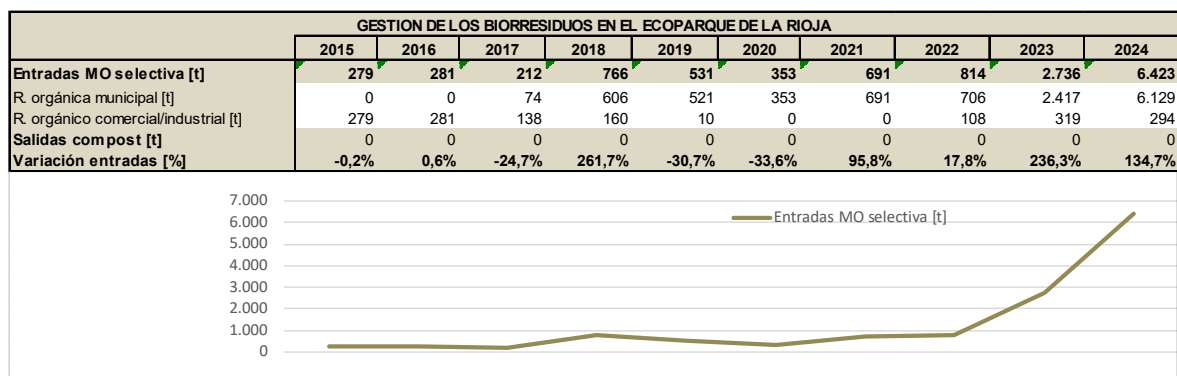 GESTION DE LOS BIORRESIDUOS EN EL ECOPARQUE DE LA RIOJA
2015 2016 2017 2018 2019 2020 2021 2022 2023 2024
Entradas MO selectiva [t] 279 281 212 766 531 353 691 814 2.736 6.423
R. orgánica municipal [t] 0 0 74 606 521 353 691 706 2.417 6.129
R. orgánico comercial/industrial [t] 279 281 138 160 10 0 0 108 319 294
Salidas compost [t] 0 0 0 0 0 0 0 0 0 0
Variación entradas [%] -0,2% 0,6% -24,7% 261,7% -30,7% -33,6% 95,8% 17,8% 236,3% 134,7%
7.000
Entradas MO selectiva [t]
6.000
5.000
4.000
3.000
2.000
1.000
0